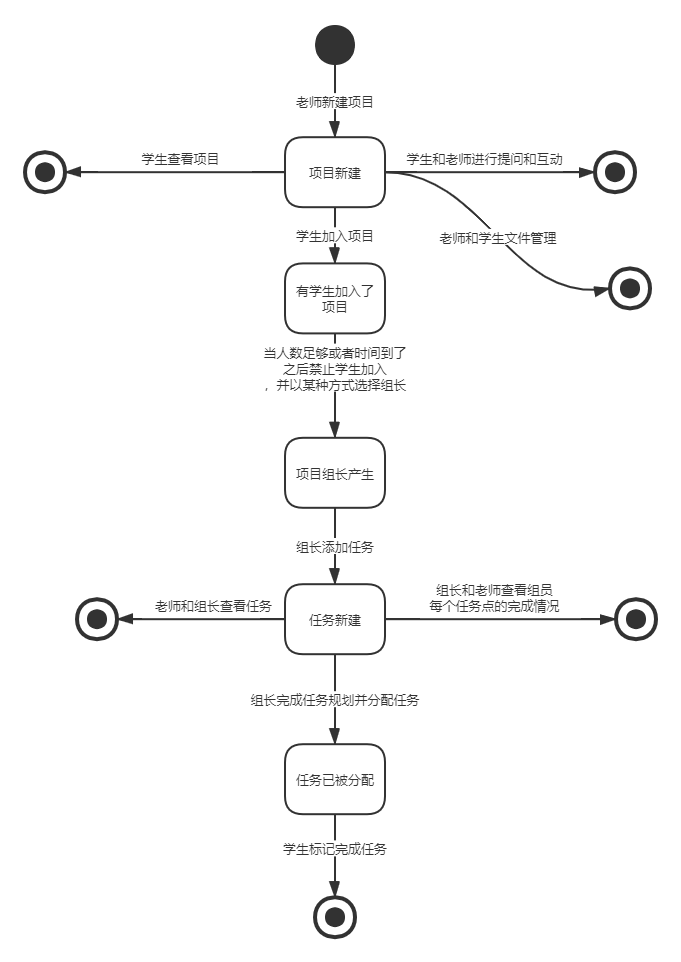 老师新建项目
学生查看项目
项目新建
学生和老师进行提问和互动
学生加入项目
老师和学生文件管理
有学生加入了
项目
当人数足够或者时间到了
之后禁止学生加入
，并以某种方式选择组长
项目组长产生
组长添加任务
老师和组长查看任务
任务新建
组长和老师查看组员
每个任务点的完成情况
组长完成任务规划并分配任务
任务已被分配
学生标记完成任务